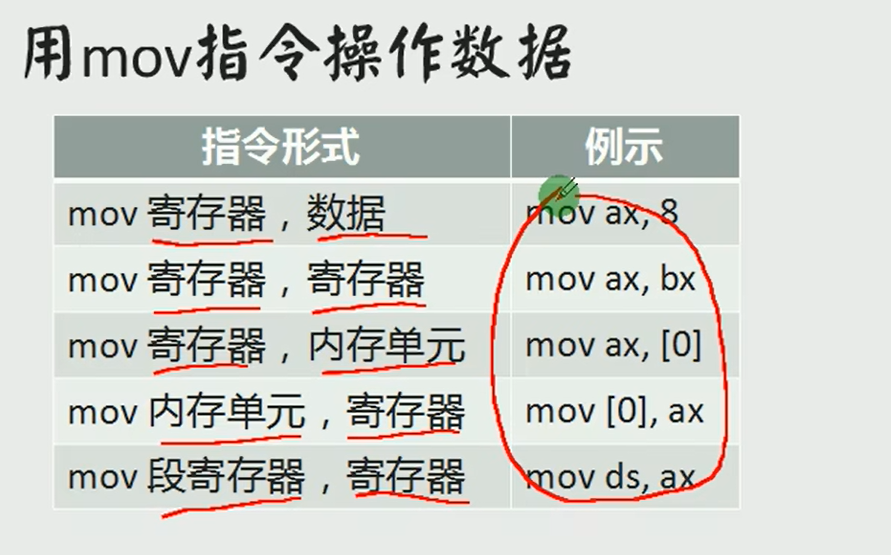 用mov指令操作数据
指令形式 例示
mov 寄存器，数据 mov ax, 8
mov 寄存器，寄存器 mov ax, bx
mov 寄存器，内存单元 mov ax, [0]
mov 内存单元，寄存器 mov [0], ax
mov 段寄存器，寄存器 mov ds, ax